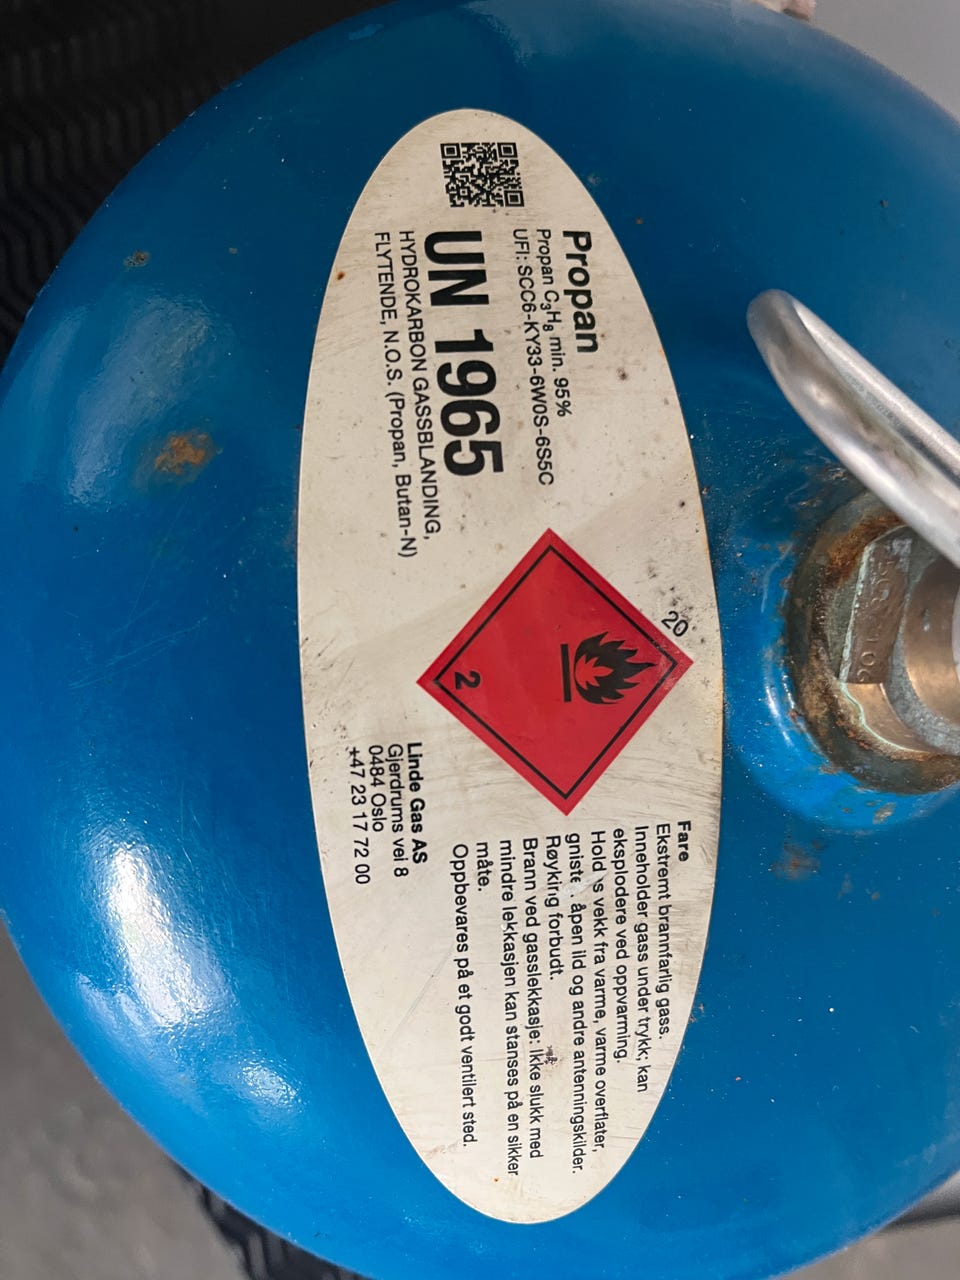 Propan
Propan C₃H₈ min. 95%
UFI: SCC6-KY33-6W0S-6S5C
UN 1965
HYDROKARBON GASSBLANDING,
FLYTENDE, N.O.S. (Propan, Butan-N)
20
2
Linde Gas AS
Gjerdrums vei 8
0484 Oslo
+47 23 17 72 00
Fare
Ekstremt brannfarlig gass.
Inneholder gass under trykk; kan
eksplodere ved oppvarming.
Hold vekk fra varme, varme overflater,
åpen ild og andre antenningskilder.
Røyking forbudt.
Brann ved gasslekkasje: Ikke slukk med
mindre lekkasjen kan stanses på en sikker
måte.
Oppbevares på et godt ventilert sted.